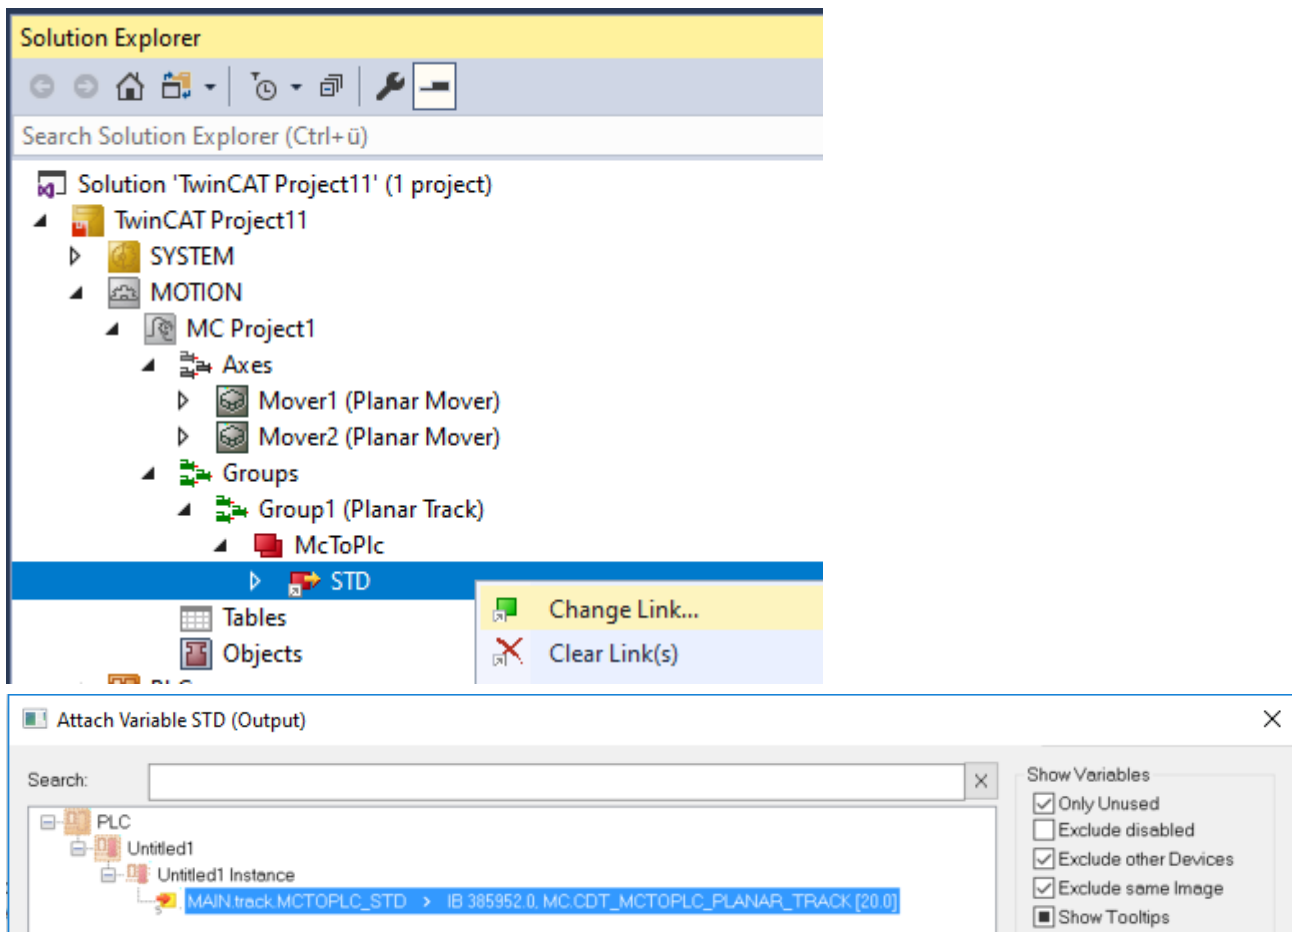 Solution Explorer
Search Solution Explorer (Ctrl+ü)
Solution 'TwinCAT Project11' (1 project)
TwinCAT Project11
SYSTEM
MOTION
MC Project1
Axes
Mover1 (Planar Mover)
Mover2 (Planar Mover)
Groups
Group1 (Planar Track)
McToPlc
STD
Change Link...
Tables
Objects
Clear Link(s)
Attach Variable STD (Output)
Search:
Show Variables
Only Unused
Exclude disabled
Exclude other Devices
Exclude same Image
Show Tooltips
PLC
Untitled1
Untitled1 Instance
MAIN.track.MCTOPLC_STD > IB 385952.0, MC.CDT_MCTOPLC_PLANAR_TRACK [20.0]